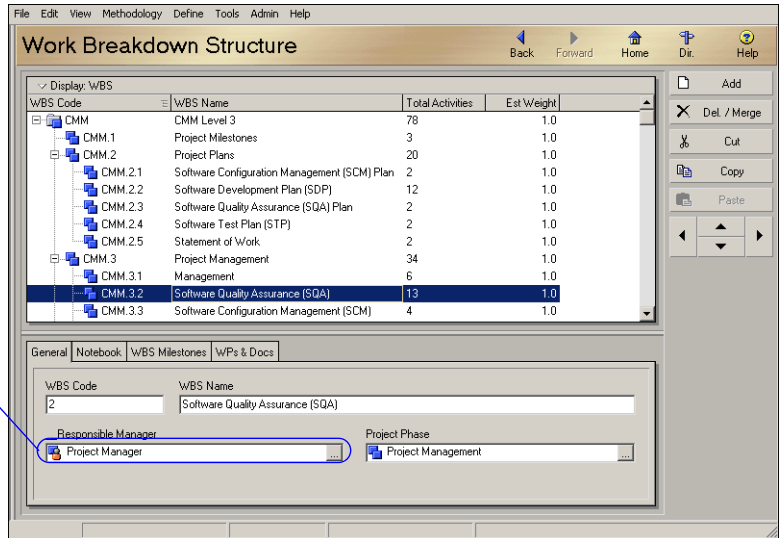 File Edit View Methodology Define Tools Admin Help
Work Breakdown Structure
Back Forward Home Dir. Help
Display: WBS
WBS Code WBS Name Total Activities Est Weight
CMM CMM Level 3 78 1.0
CMM.1 Project Milestones 3 1.0
CMM.2 Project Plans 20 1.0
CMM.2.1 Software Configuration Management (SCM) Plan 2 1.0
CMM.2.2 Software Development Plan (SDP) 12 1.0
CMM.2.3 Software Quality Assurance (SQA) Plan 2 1.0
CMM.2.4 Software Test Plan (STP) 2 1.0
CMM.2.5 Statement of Work 2 1.0
CMM.3 Project Management 34 1.0
CMM.3.1 Management 6 1.0
CMM.3.2 Software Quality Assurance (SQA) 13 1.0
CMM.3.3 Software Configuration Management (SCM) 4 1.0
Add
Del. / Merge
Cut
Copy
Paste
General Notebook WBS Milestones WPs & Docs
WBS Code WBS Name
2 Software Quality Assurance (SQA)
Responsible Manager Project Phase
Project Manager ... Project Management ...